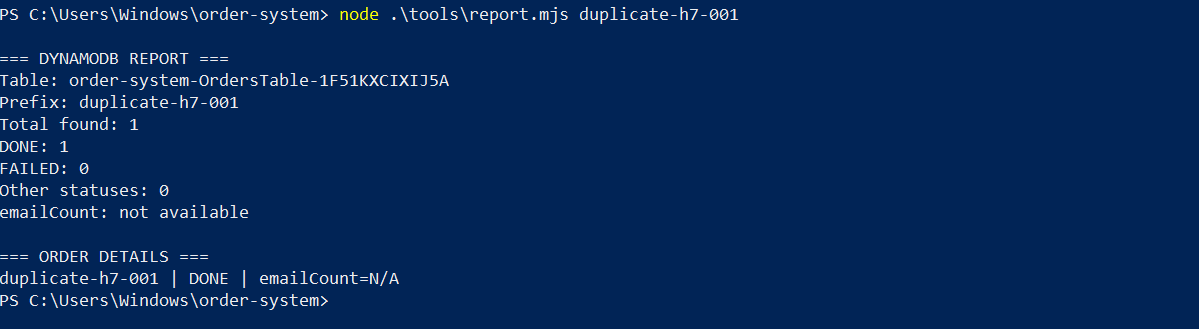 PS C:\Users\Windows\order-system> node .\tools\report.mjs duplicate-h7-001
=== DYNAMODB REPORT ===
Table: order-system-OrdersTable-1F51KXCIXIJ5A
Prefix: duplicate-h7-001
Total found: 1
DONE: 1
FAILED: 0
Other statuses: 0
emailCount: not available
=== ORDER DETAILS ===
duplicate-h7-001 | DONE | emailCount=N/A
PS C:\Users\Windows\order-system>